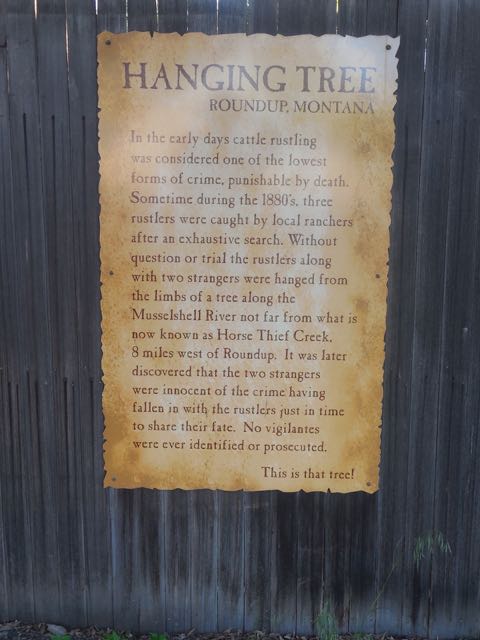 HANGING TREE
ROUNDUP, MONTANA
In the early days cattle rustling
was considered one of the lowest
forms of crime, punishable by death.
Sometime during the 1880's, three
rustlers were caught by local ranchers
after an exhaustive search. Without
question or trial the rustlers along
with two strangers were hanged from
the limbs of a tree along the
Musselshell River not far from what is
now known as Horse Thief Creek,
8 miles west of Roundup. It was later
discovered that the two strangers
were innocent of the crime having
fallen in with the rustlers just in time
to share their fate. No vigilantes
were ever identified or prosecuted.
This is that tree!